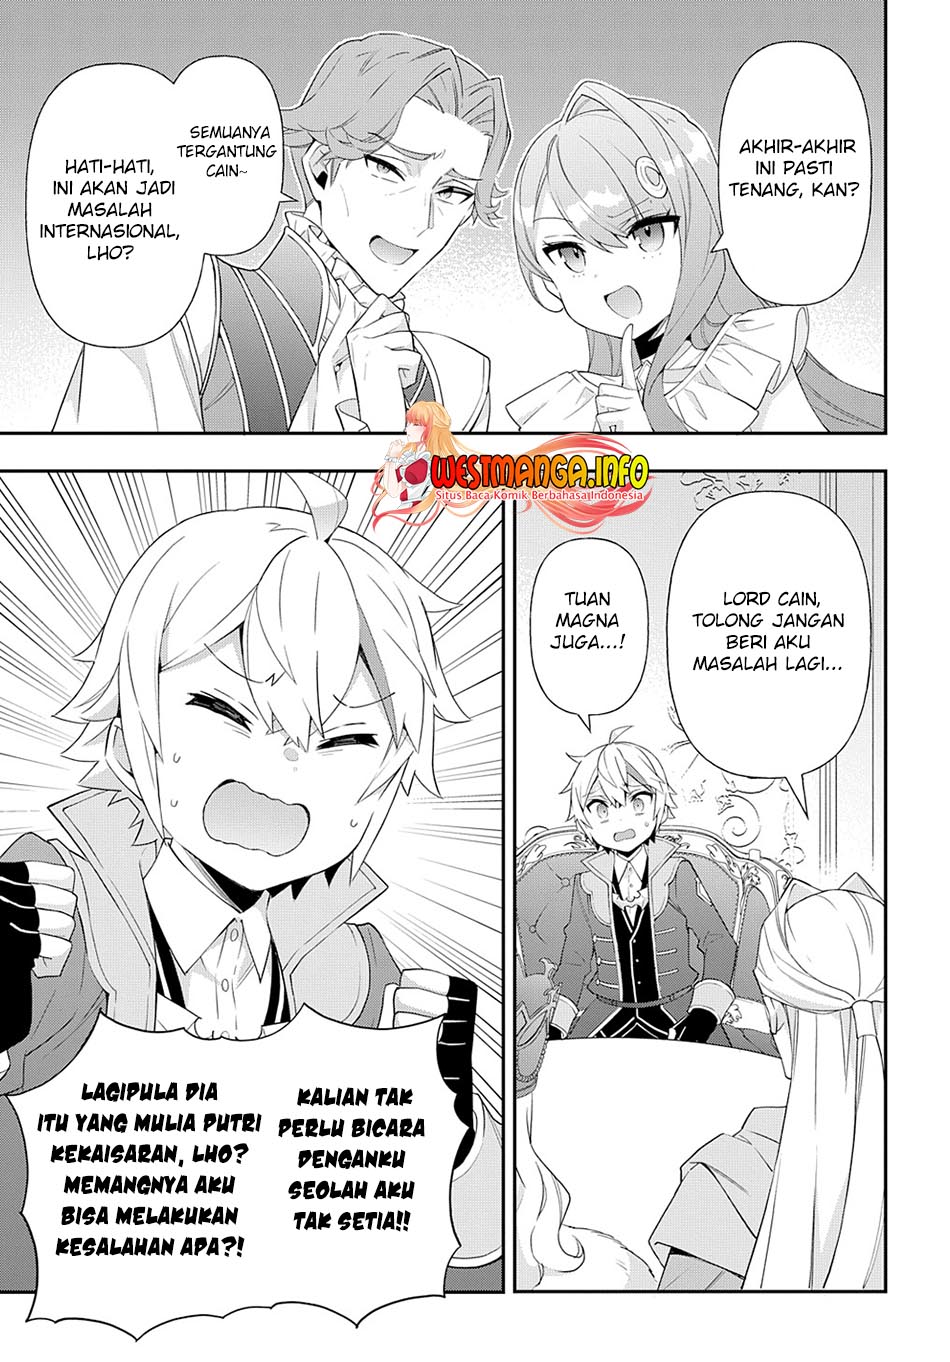 AKHIR-AKHIR
INI PASTI
TENANG, KAN?
SEMUANYA
TERGANTUNG
CAIN~
HATI-HATI,
INI AKAN JADI
MASALAH
INTERNASIONAL,
LHO?
WESTMANGA.INFO
Situs Baca Komik Berbahasa Indonesia
LORD CAIN,
TOLONG JANGAN
BERI AKU
MASALAH LAGI...
TUAN
MAGNA
JUGA...!
KALIAN TAK
PERLU BICARA
DENGANKU
SEOLAH AKU
TAK SETIA!!
LAGIPULA DIA
ITU YANG MULIA PUTRI
KEKAISARAN, LHO?
MEMANGNYA AKU
BISA MELAKUKAN
KESALAHAN APA?!